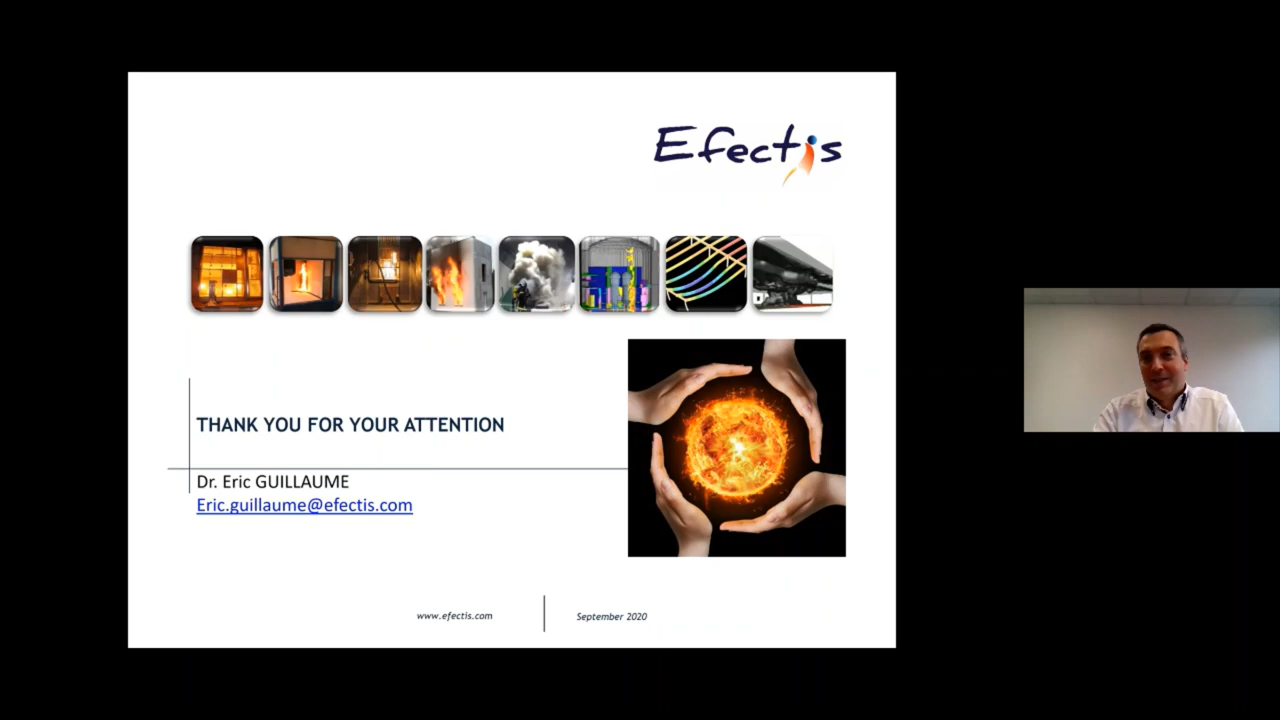 Efectis
THANK YOU FOR YOUR ATTENTION
Dr. Eric GUILLAUME
Eric.guillaume@efectis.com
www.efectis.com
September 2020